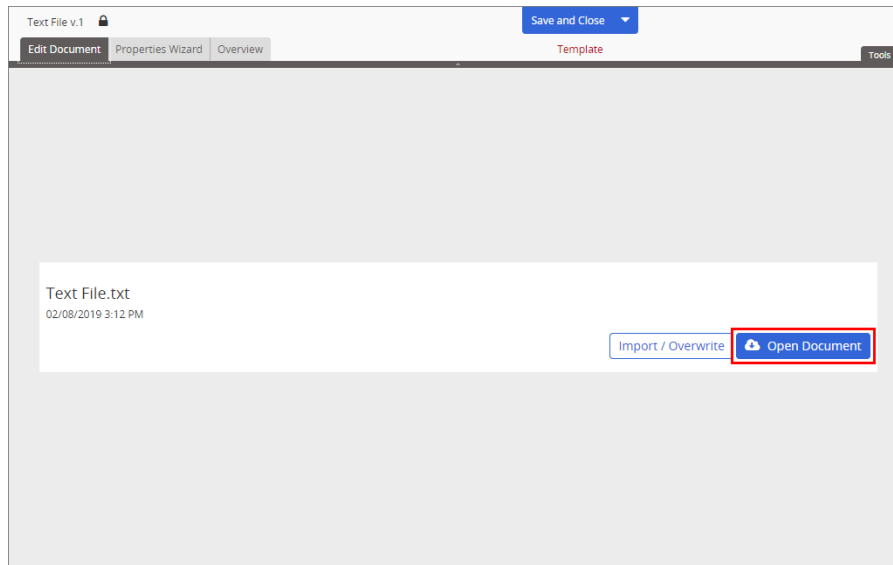 Text File v.1
Save and Close
Edit Document Properties Wizard Overview
Template
Tools
Text File.txt
02/08/2019 3:12 PM
Import / Overwrite Open Document